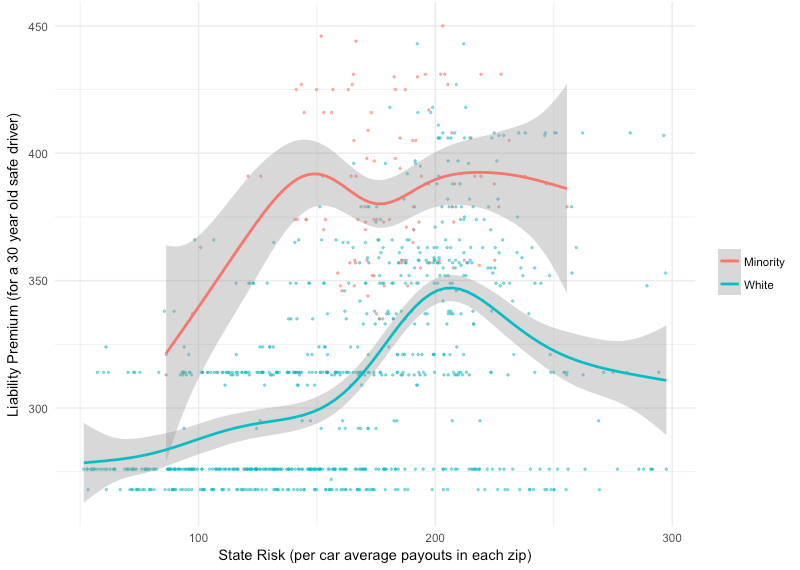 450
400
350
300
100
200
300
State Risk (per car average payouts in each zip)
Liability Premium (for a 30 year old safe driver)
Minority
White